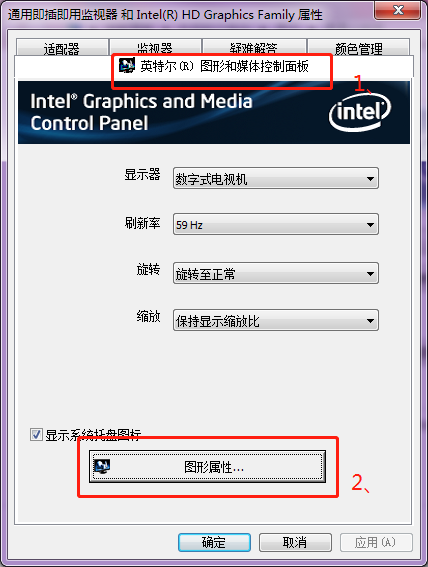 通用即插即用监视器 和 Intel(R) HD Graphics Family 属性
适配器 监视器 疑难解答 颜色管理
英特尔(R) 图形和媒体控制面板
1、
Intel® Graphics and Media
Control Panel
intel
显示器 数字式电视机
刷新率 59 Hz
旋转 旋转至正常
缩放 保持显示缩放比
显示系统托盘图标
图形属性...
2、
确定 取消 应用(A)